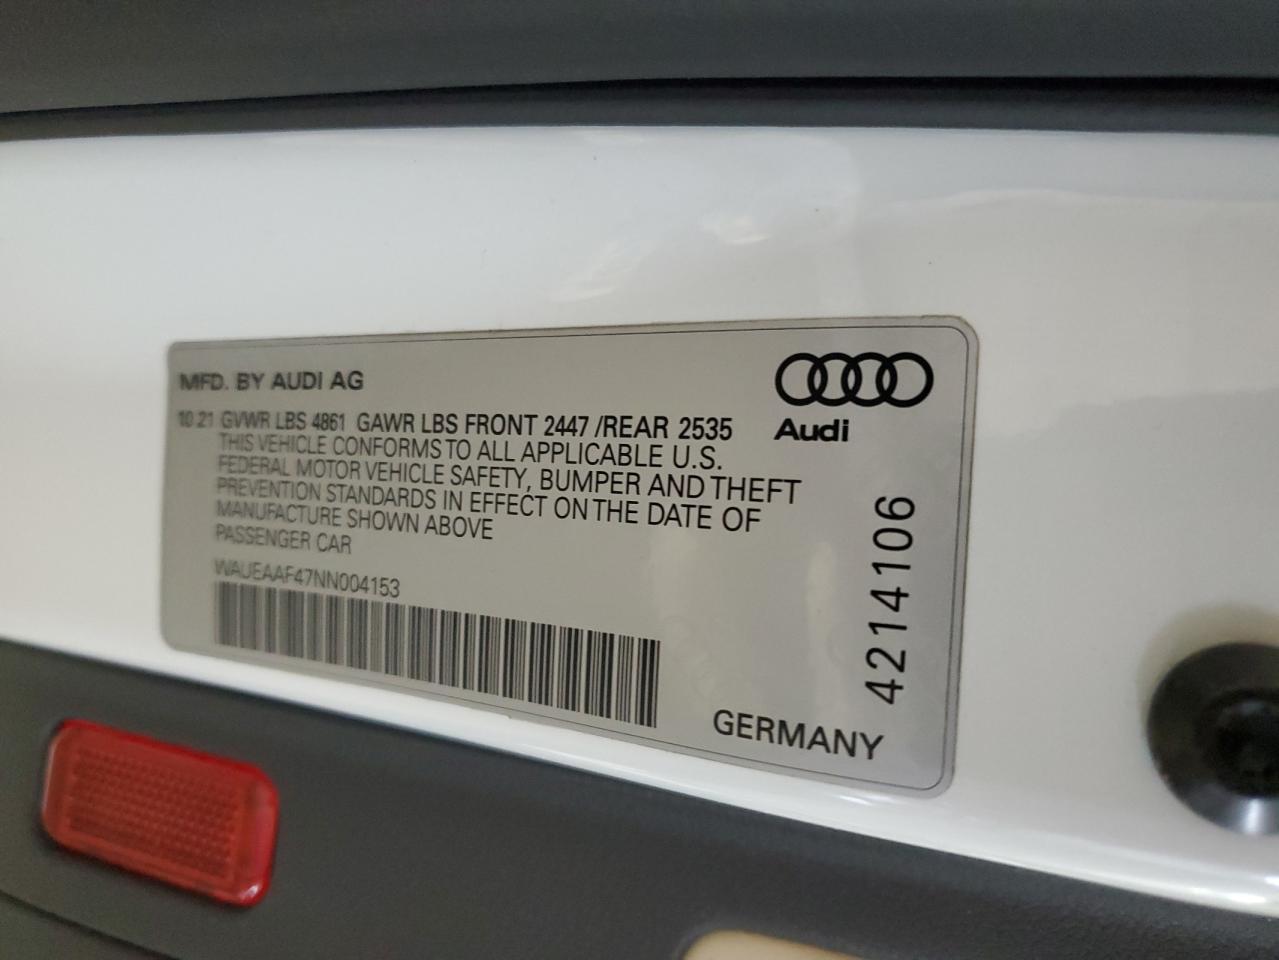 MFD. BY AUDI AG
Audi
10 21 GVWR LBS 4861 GAWR LBS FRONT 2447 /REAR 2535
THIS VEHICLE CONFORMS TO ALL APPLICABLE U.S.
FEDERAL MOTOR VEHICLE SAFETY, BUMPER AND THEFT
PREVENTION STANDARDS IN EFFECT ON THE DATE OF
MANUFACTURE SHOWN ABOVE
PASSENGER CAR
WAUEAAF47NN004153
4214106
GERMANY